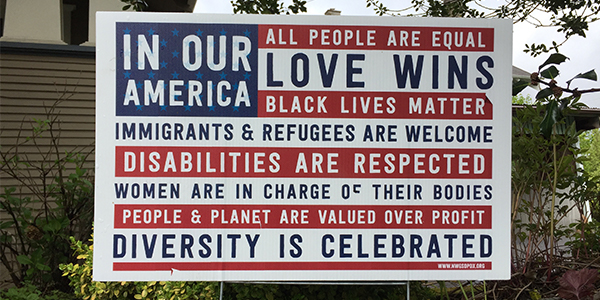 IN OUR
AMERICA
ALL PEOPLE ARE EQUAL
LOVE WINS
BLACK LIVES MATTER
IMMIGRANTS & REFUGEES ARE WELCOME
DISABILITIES ARE RESPECTED
WOMEN ARE IN CHARGE OF THEIR BODIES
PEOPLE & PLANET ARE VALUED OVER PROFIT
DIVERSITY IS CELEBRATED
WWW.NWSSDPDX.ORG